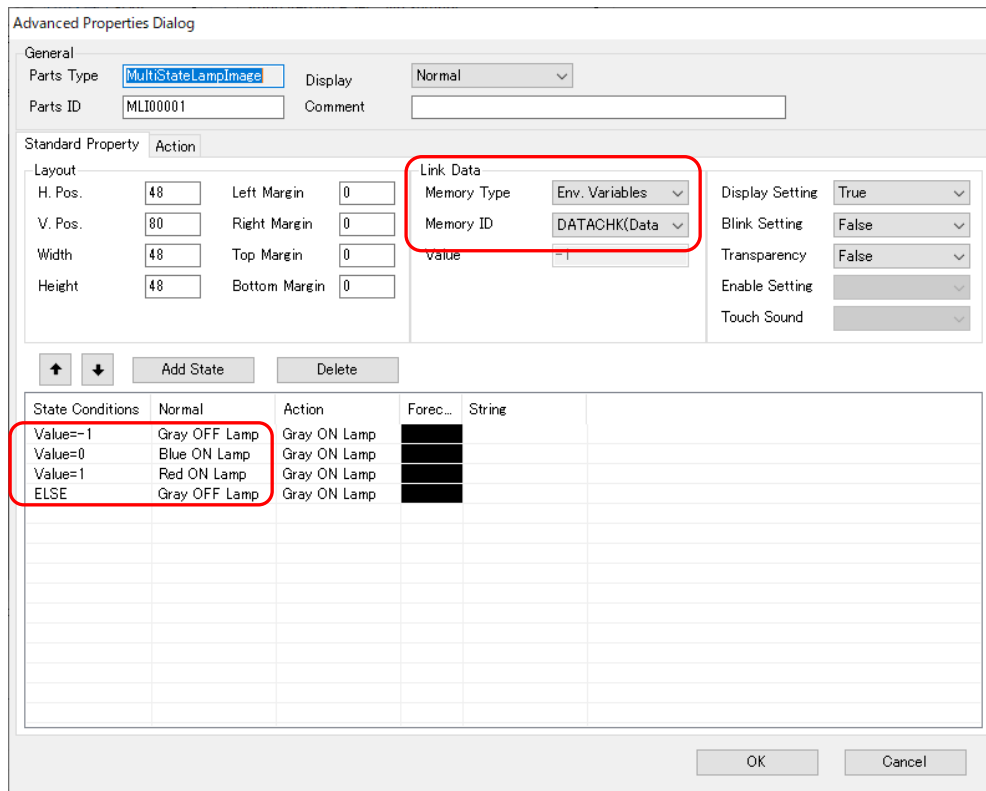 Advanced Properties Dialog
General
Parts Type MultiStateLampImage Display Normal
Parts ID MLI00001 Comment
Standard Property Action
Layout Link Data
H. Pos. 48 Left Margin 0 Memory Type Env. Variables Display Setting True
V. Pos. 80 Right Margin 0 Memory ID DATACHK(Data Blink Setting False
Width 48 Top Margin 0 Value -1 Transparency False
Height 48 Bottom Margin 0 Enable Setting
Touch Sound
Add State Delete
State Conditions Normal Action Forec... String
Value=-1 Gray OFF Lamp Gray ON Lamp
Value=0 Blue ON Lamp Gray ON Lamp
Value=1 Red ON Lamp Gray ON Lamp
ELSE Gray OFF Lamp Gray ON Lamp
OK Cancel